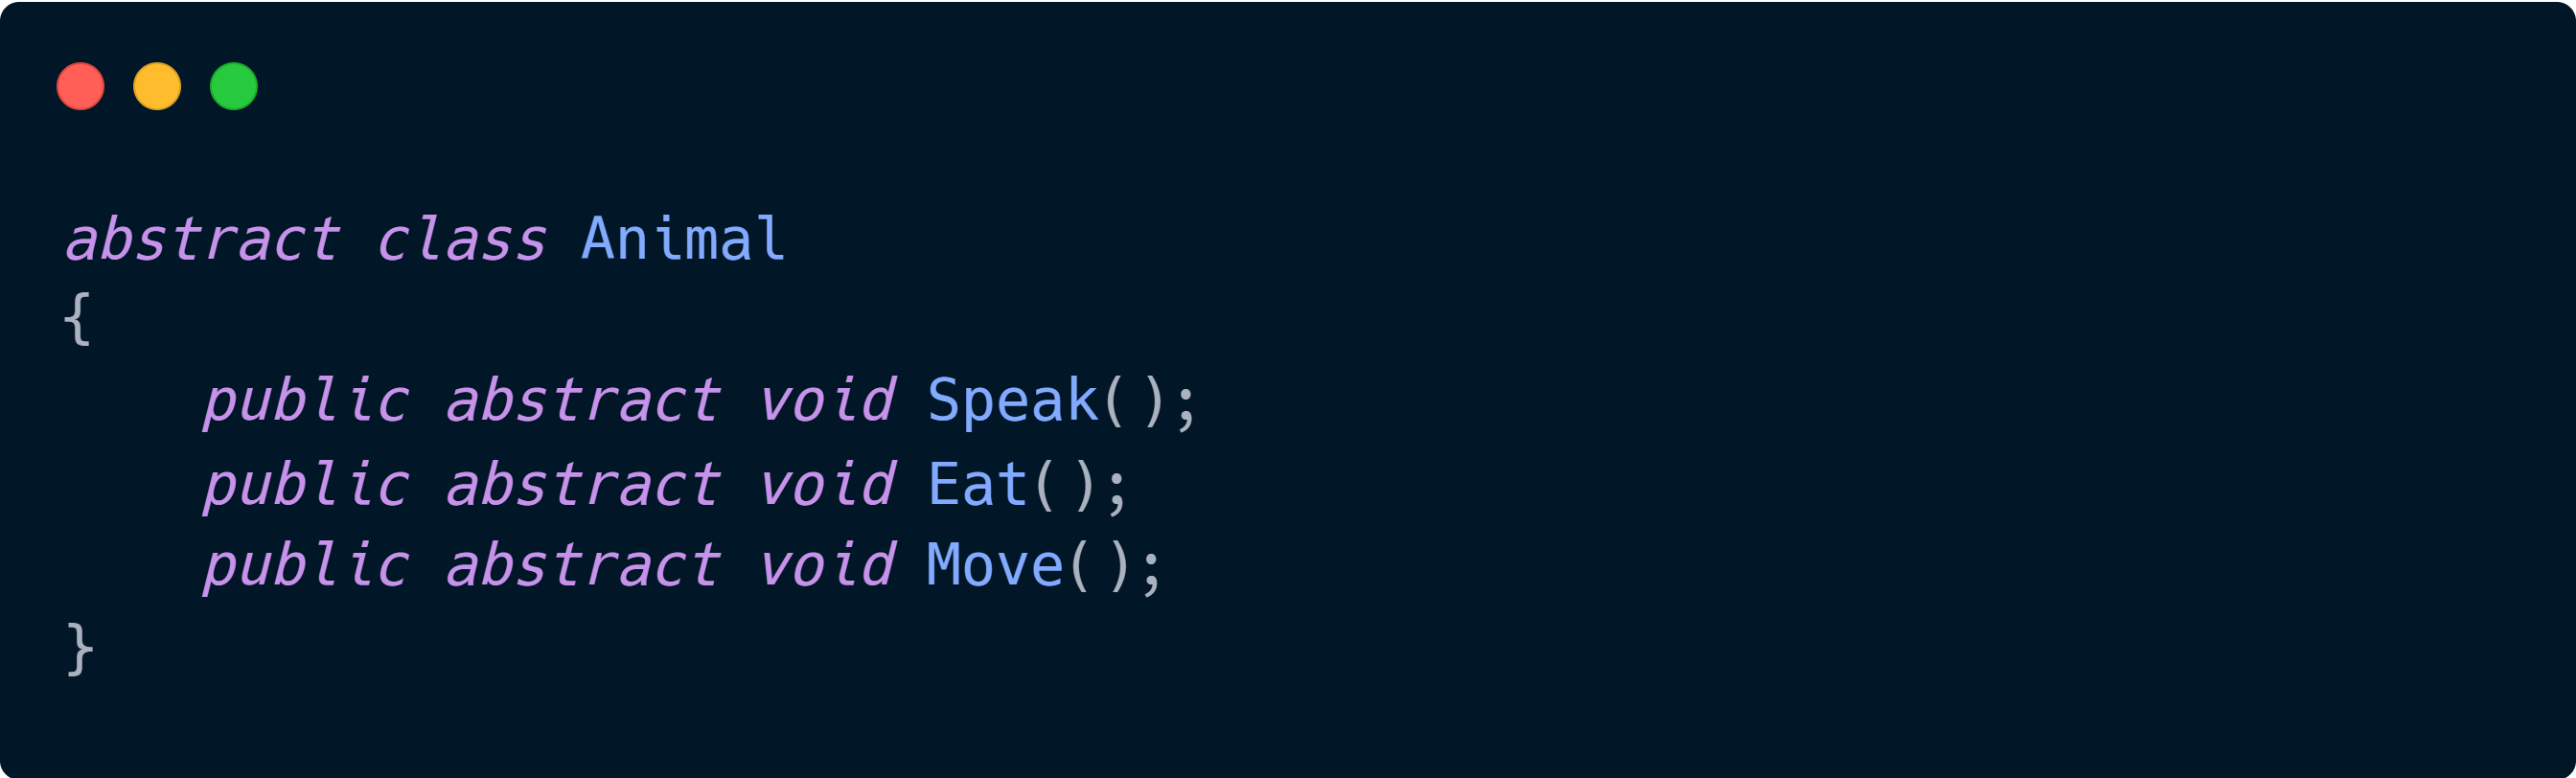 abstract class Animal
{
    public abstract void Speak();
    public abstract void Eat();
    public abstract void Move();
}